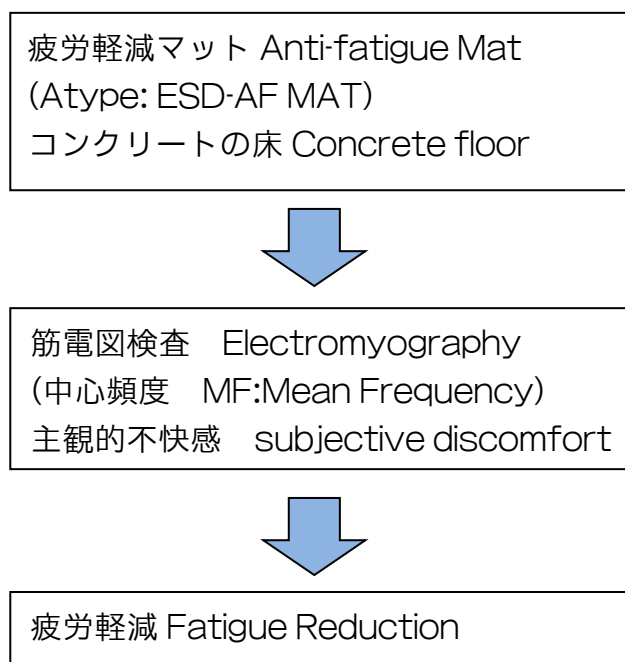 疲労軽減マット Anti-fatigue Mat
(Atype: ESD-AF MAT)
コンクリートの床 Concrete floor
筋電図検査　Electromyography
(中心頻度　MF:Mean Frequency)
主観的不快感　subjective discomfort
疲労軽減 Fatigue Reduction